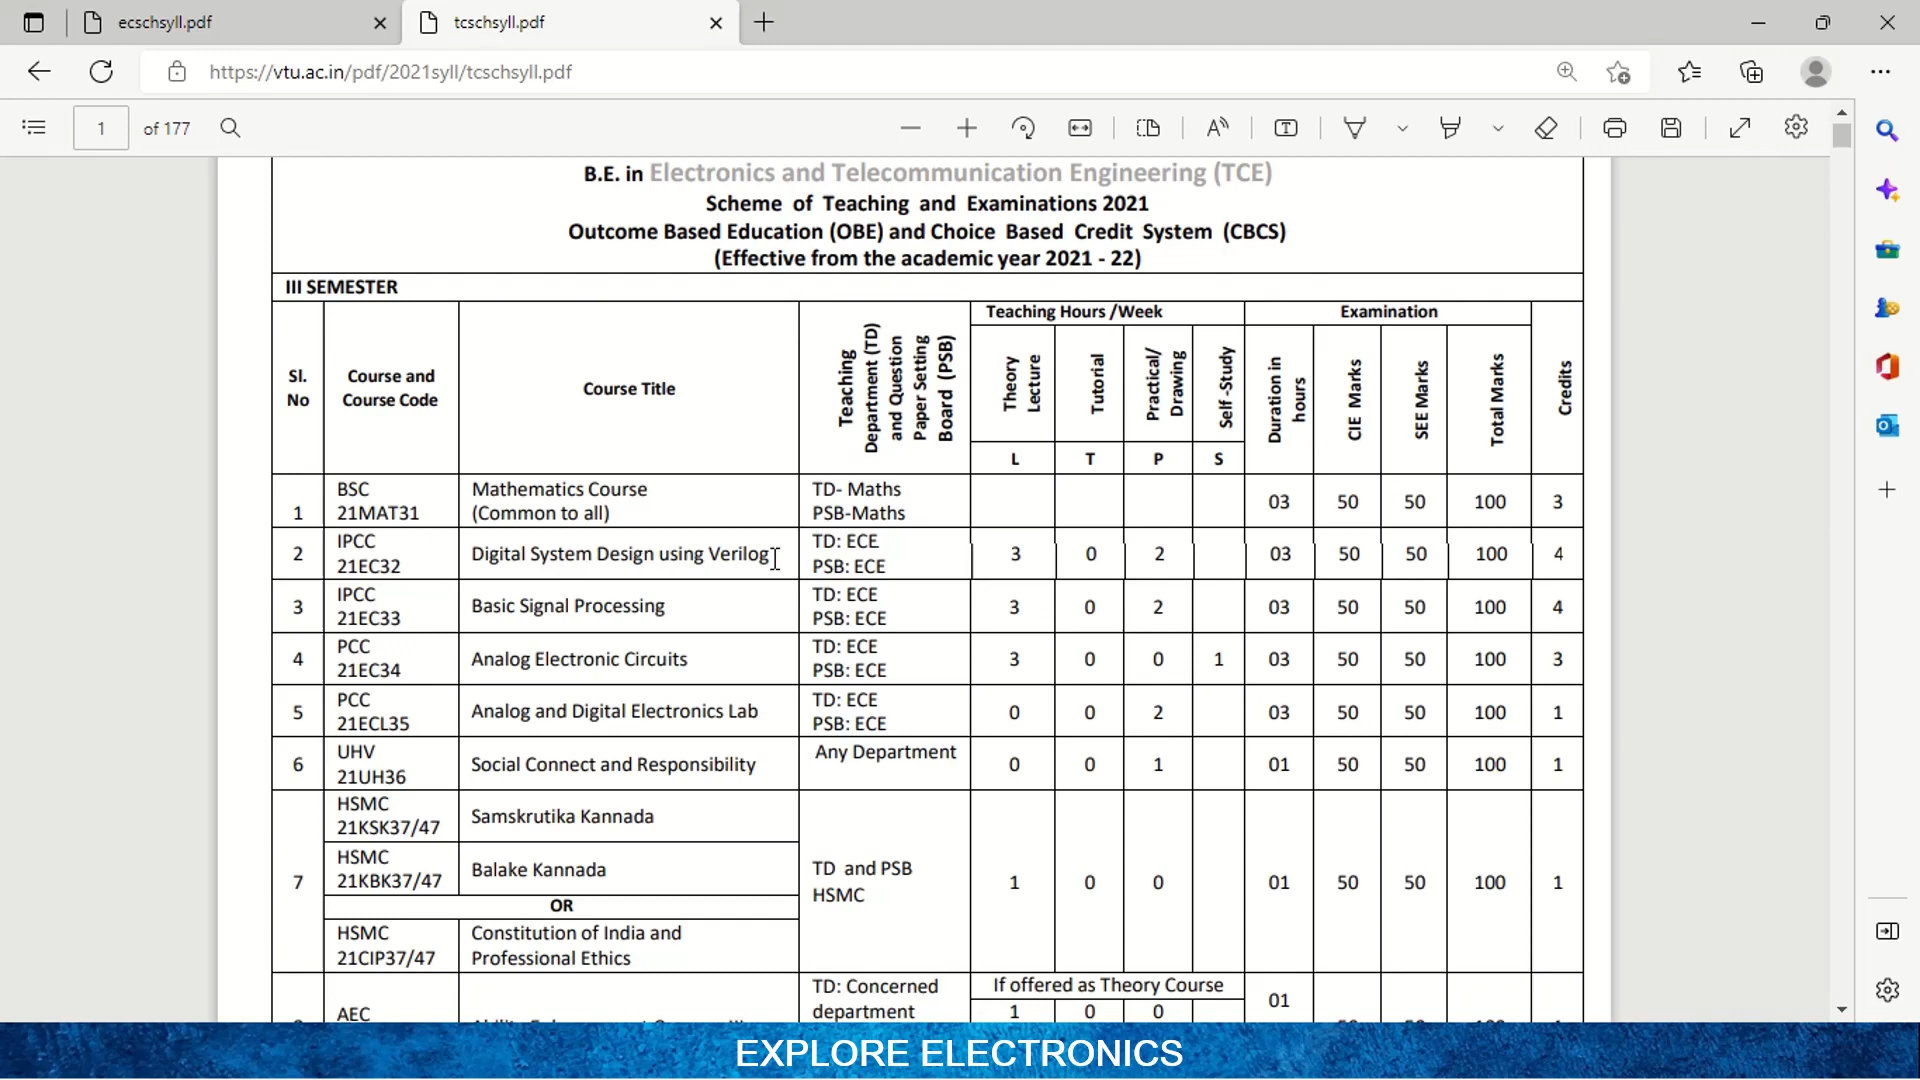 ecschsyll.pdf
tcschsyll.pdf
https://vtu.ac.in/pdf/2021syll/tcschsyll.pdf
1 of 177
B.E. in Electronics and Telecommunication Engineering (TCE)
Scheme of Teaching and Examinations 2021
Outcome Based Education (OBE) and Choice Based Credit System (CBCS)
(Effective from the academic year 2021 - 22)
III SEMESTER
Sl. No
Course and Course Code
Course Title
Teaching Department (TD) and Question Paper Setting Board (PSB)
Teaching Hours /Week
Examination
Theory Lecture
Tutorial
Practical/ Drawing
Self -Study
Duration in hours
CIE Marks
SEE Marks
Total Marks
Credits
L T P S
1 BSC 21MAT31 Mathematics Course (Common to all) TD- Maths PSB-Maths 03 50 50 100 3
2 IPCC 21EC32 Digital System Design using Verilog TD: ECE PSB: ECE 3 0 2 03 50 50 100 4
3 IPCC 21EC33 Basic Signal Processing TD: ECE PSB: ECE 3 0 2 03 50 50 100 4
4 PCC 21EC34 Analog Electronic Circuits TD: ECE PSB: ECE 3 0 0 1 03 50 50 100 3
5 PCC 21ECL35 Analog and Digital Electronics Lab TD: ECE PSB: ECE 0 0 2 03 50 50 100 1
6 UHV 21UH36 Social Connect and Responsibility Any Department 0 0 1 01 50 50 100 1
7 HSMC 21KSK37/47 Samskrutika Kannada
HSMC 21KBK37/47 Balake Kannada
TD and PSB HSMC 1 0 0 01 50 50 100 1
OR
HSMC 21CIP37/47 Constitution of India and Professional Ethics
AEC
TD: Concerned department
If offered as Theory Course
1 0 0
01
EXPLORE ELECTRONICS